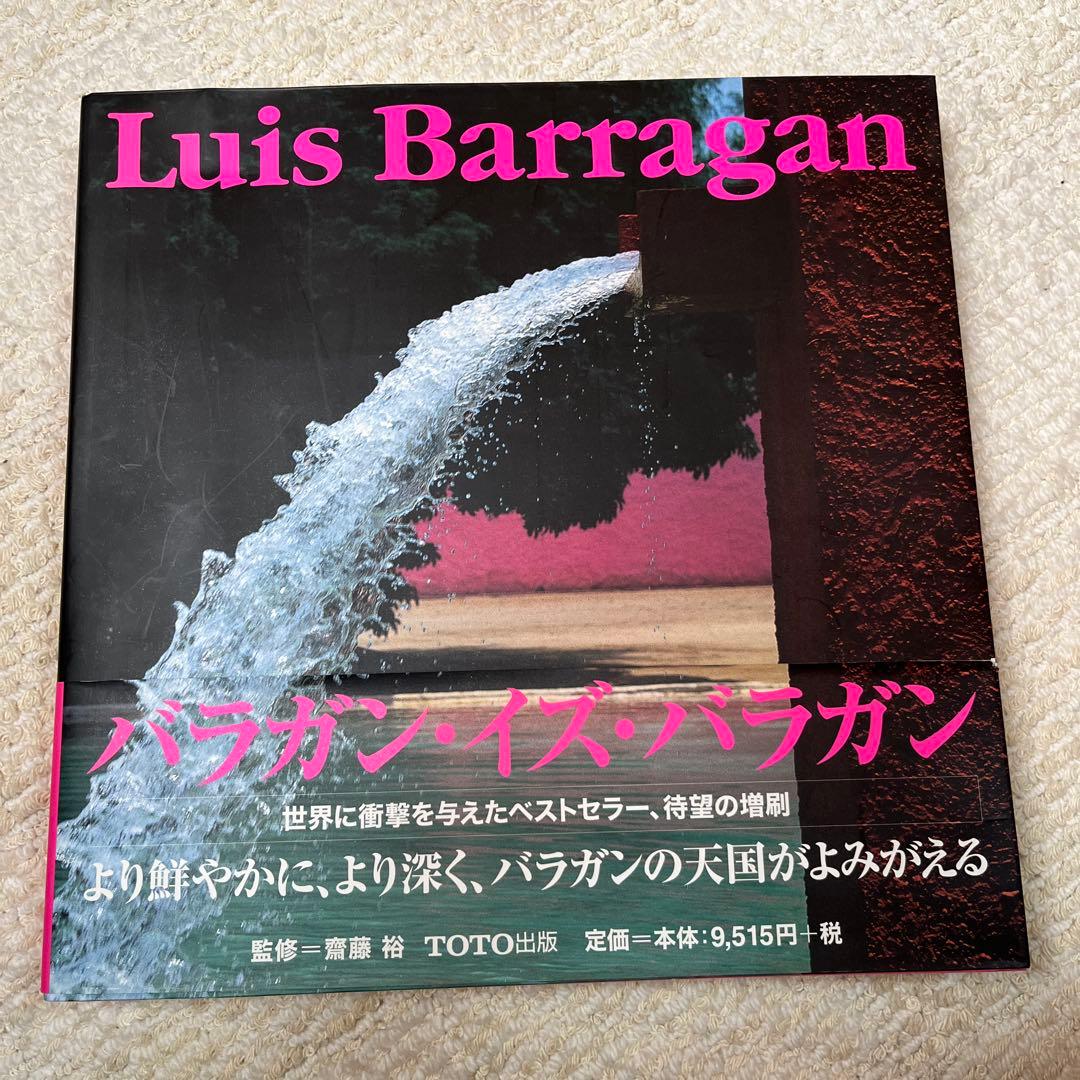 Luis Barragan
バラガン・イズ・バラガン
世界に衝撃を与えたベストセラー、待望の増刷
より鮮やかに、より深く、バラガンの天国がよみがえる
監修=齋藤 裕 TOTO出版 定価=本体:9,515円+税